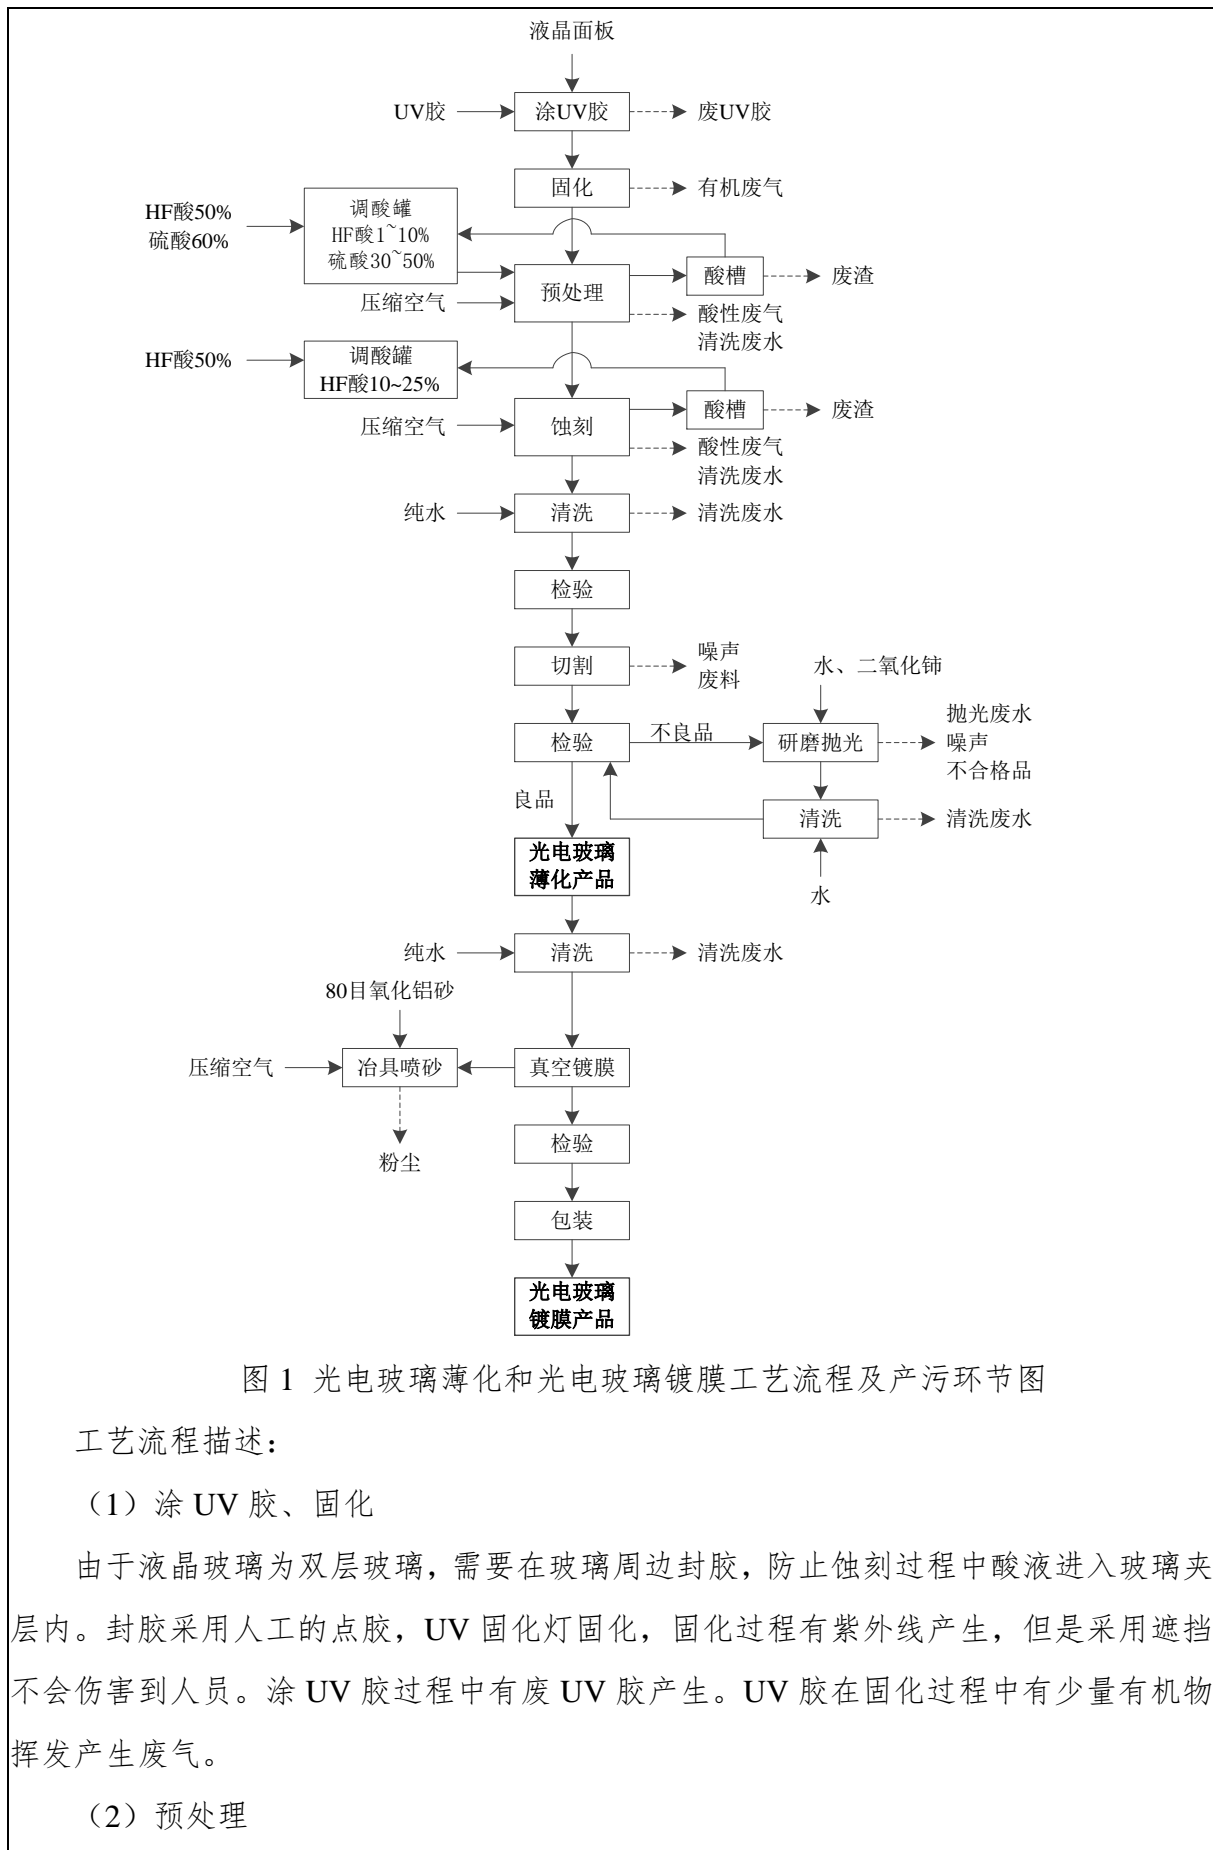 液晶面板
UV胶
涂UV胶
废UV胶
固化
有机废气
HF酸50%
硫酸60%
调酸罐
HF酸1~10%
硫酸30~50%
酸槽
废渣
压缩空气
预处理
酸性废气
清洗废水
HF酸50%
调酸罐
HF酸10~25%
酸槽
废渣
压缩空气
蚀刻
酸性废气
清洗废水
纯水
清洗
清洗废水
检验
切割
噪声
废料
水、二氧化铈
检验
不良品
研磨抛光
抛光废水
噪声
不合格品
良品
清洗
清洗废水
水
光电玻璃
薄化产品
纯水
清洗
清洗废水
80目氧化铝砂
压缩空气
冶具喷砂
真空镀膜
粉尘
检验
包装
光电玻璃
镀膜产品
图 1 光电玻璃薄化和光电玻璃镀膜工艺流程及产污环节图
工艺流程描述：
（1）涂 UV 胶、固化
由于液晶玻璃为双层玻璃，需要在玻璃周边封胶，防止蚀刻过程中酸液进入玻璃夹
层内。封胶采用人工的点胶，UV 固化灯固化，固化过程有紫外线产生，但是采用遮挡
不会伤害到人员。涂 UV 胶过程中有废 UV 胶产生。UV 胶在固化过程中有少量有机物
挥发产生废气。
（2）预处理